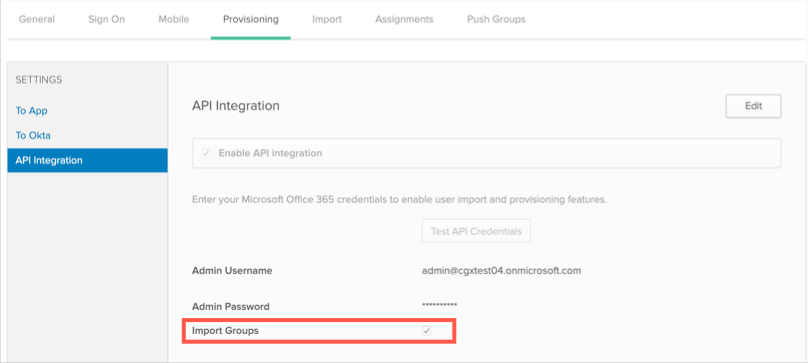 General Sign On Mobile Provisioning Import Assignments Push Groups
SETTINGS
To App
To Okta
API Integration
API Integration
Edit
Enable API integration
Enter your Microsoft Office 365 credentials to enable user import and provisioning features.
Test API Credentials
Admin Username admin@cgxtest04.onmicrosoft.com
Admin Password **********
Import Groups